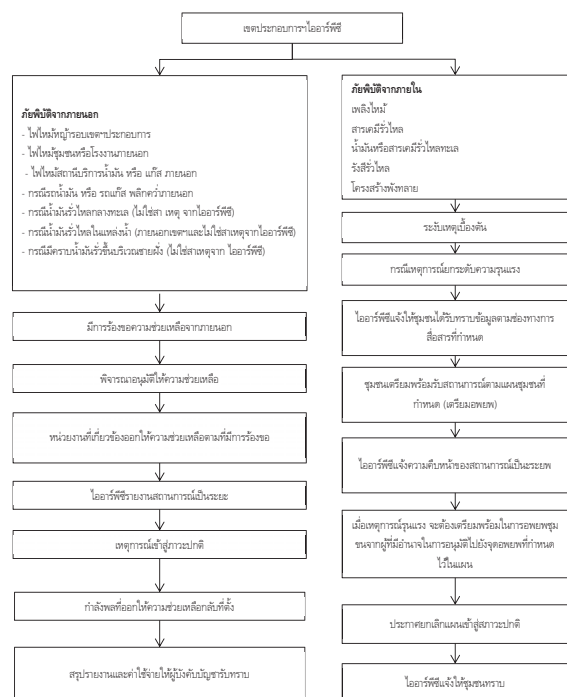 เขตประกอบการฯไออาร์พีซี
ภัยพิบัติจากภายนอก
- ไฟไหม้หญ้ารอบเขตฯประกอบการ
- ไฟไหม้ชุมชนหรือโรงงานภายนอก
- ไฟไหม้สถานีบริการน้ำมัน หรือ แก๊ส ภายนอก
- กรณีรถน้ำมัน หรือ รถแก๊ส พลิกคว่ำภายนอก
- กรณีน้ำมันรั่วไหลกลางทะเล (ไม่ใช่สา เหตุ จากไออาร์พีซี)
- กรณีน้ำมันรั่วไหลในแหล่งน้ำ (ภายนอกเขตฯและไม่ใช่สาเหตุจากไออาร์พีซี)
- กรณีมีคราบน้ำมันรั่วขึ้นบริเวณชายฝั่ง (ไม่ใช่สาเหตุจาก ไออาร์พีซี)
มีการร้องขอความช่วยเหลือจากภายนอก
พิจารณาอนุมัติให้ความช่วยเหลือ
หน่วยงานที่เกี่ยวข้องออกให้ความช่วยเหลือตามที่มีการร้องขอ
ไออาร์พีซีรายงานสถานการณ์เป็นระยะ
เหตุการณ์เข้าสู่ภาวะปกติ
กำลังพลที่ออกให้ความช่วยเหลือกลับที่ตั้ง
สรุปรายงานและค่าใช้จ่ายให้ผู้บังคับบัญชารับทราบ
ภัยพิบัติจากภายใน
เพลิงไหม้
สารเคมีรั่วไหล
น้ำมันหรือสารเคมีรั่วไหลทะเล
รังสีรั่วไหล
โครงสร้างพังทลาย
ระงับเหตุเบื้องต้น
กรณีเหตุการณ์ยกระดับความรุนแรง
ไออาร์พีซีแจ้งให้ชุมชนได้รับทราบข้อมูลตามช่องทางการ
สื่อสารที่กำหนด
ชุมชนเตรียมพร้อมรับสถานการณ์ตามแผนชุมชนที่
กำหนด (เตรียมอพยพ)
ไออาร์พีซีแจ้งความคืบหน้าของสถานการณ์เป็นะระยพ
เมื่อเหตุการณ์รุนแรง จะต้องเตรียมพร้อมในการอพยพชุม
ชนจากผู้ที่มีอำนาจในการอนุมัติไปยังจุดอพยพที่กำหนด
ไว้ในแผน
ประกาศยกเลิกแผนเข้าสู่สภาวะปกติ
ไออาร์พีซีแจ้งให้ชุมชนทราบ